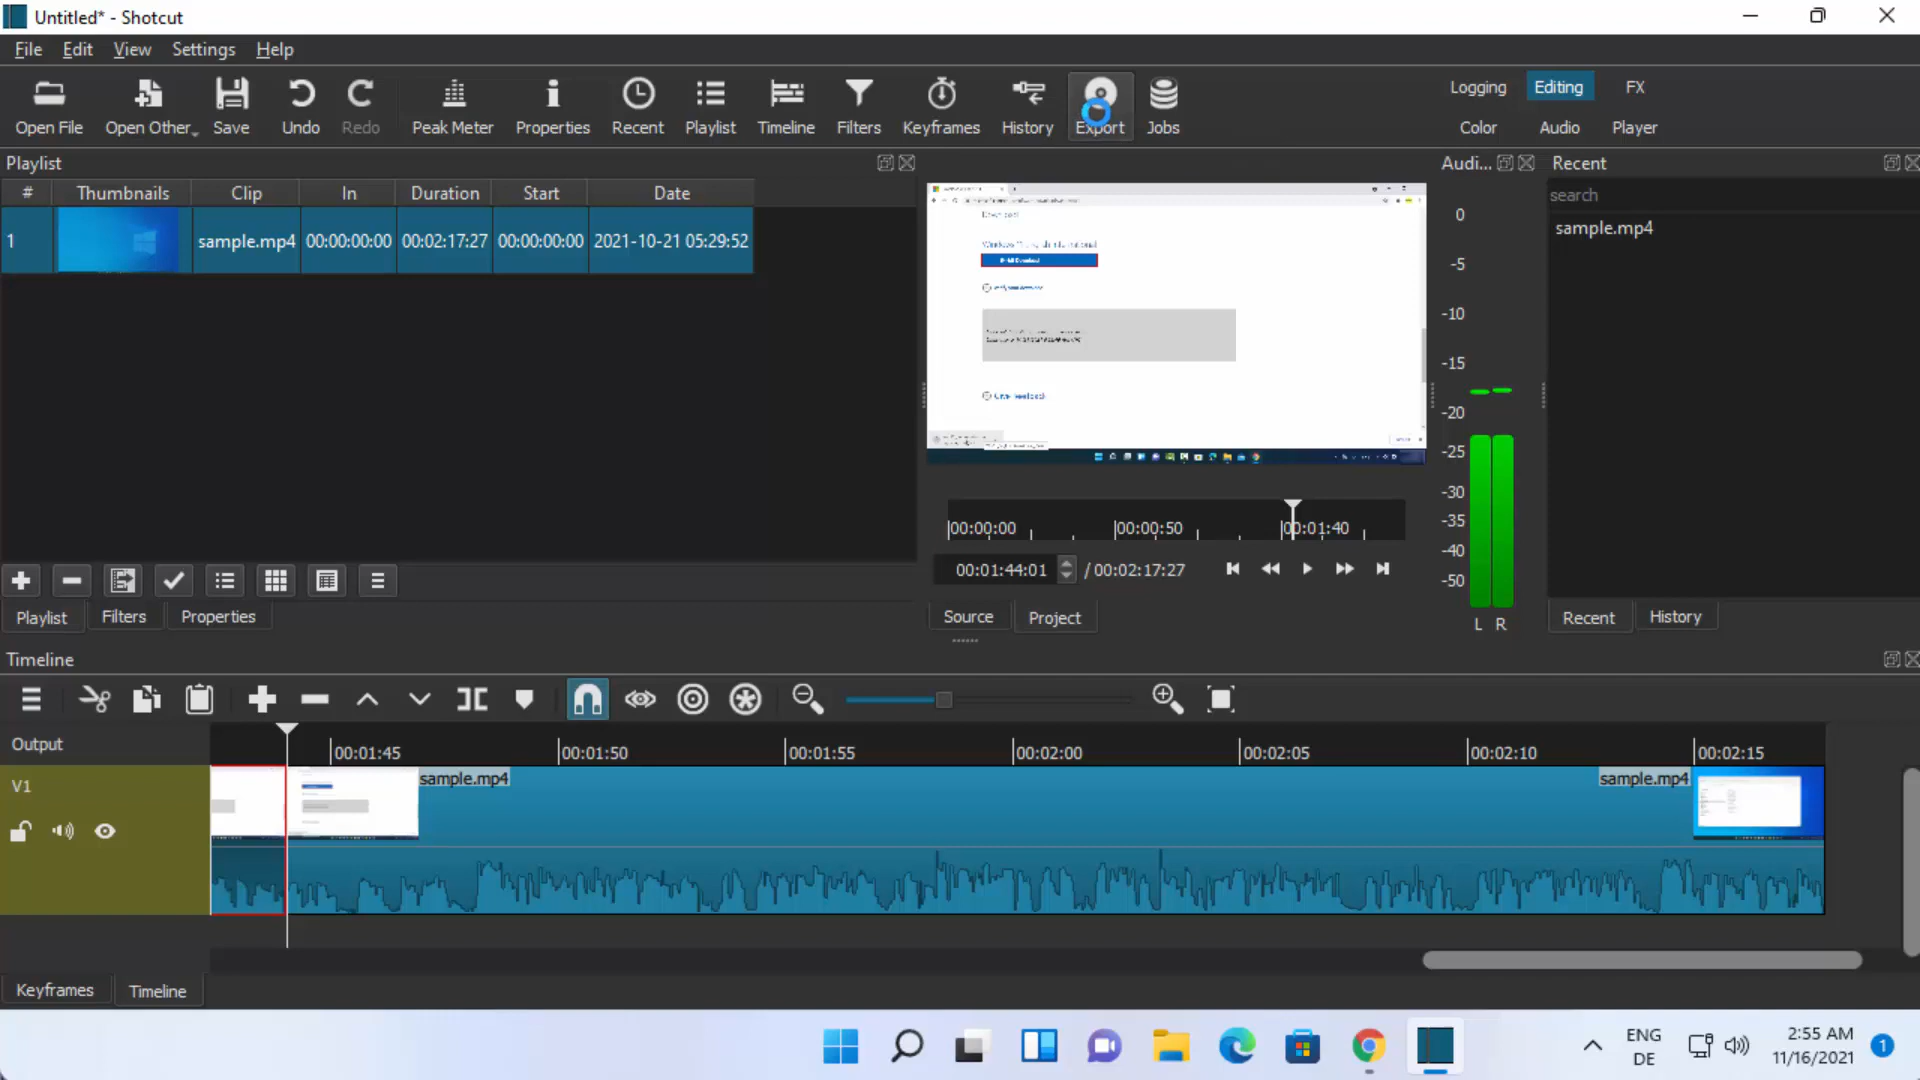 Untitled* - Shotcut
File Edit View Settings Help
Open File Open Other Save Undo Redo Peak Meter Properties Recent Playlist Timeline Filters Keyframes History Export Jobs
Logging Editing FX
Color Audio Player
Playlist
# Thumbnails Clip In Duration Start Date
1 sample.mp4 00:00:00:00 00:02:17:27 00:00:00:00 2021-10-21 05:29:52
Playlist Filters Properties
Download
00:00:00 00:00:50 00:01:40
00:01:44:01 / 00:02:17:27
Source Project
Audi...
0
-5
-10
-15
-20
-25
-30
-35
-40
-50
L R
Recent
search
sample.mp4
Recent History
Timeline
Output 00:01:45 00:01:50 00:01:55 00:02:00 00:02:05 00:02:10 00:02:15
V1 sample.mp4 sample.mp4
Keyframes Timeline
ENG
DE
2:55 AM
11/16/2021
1